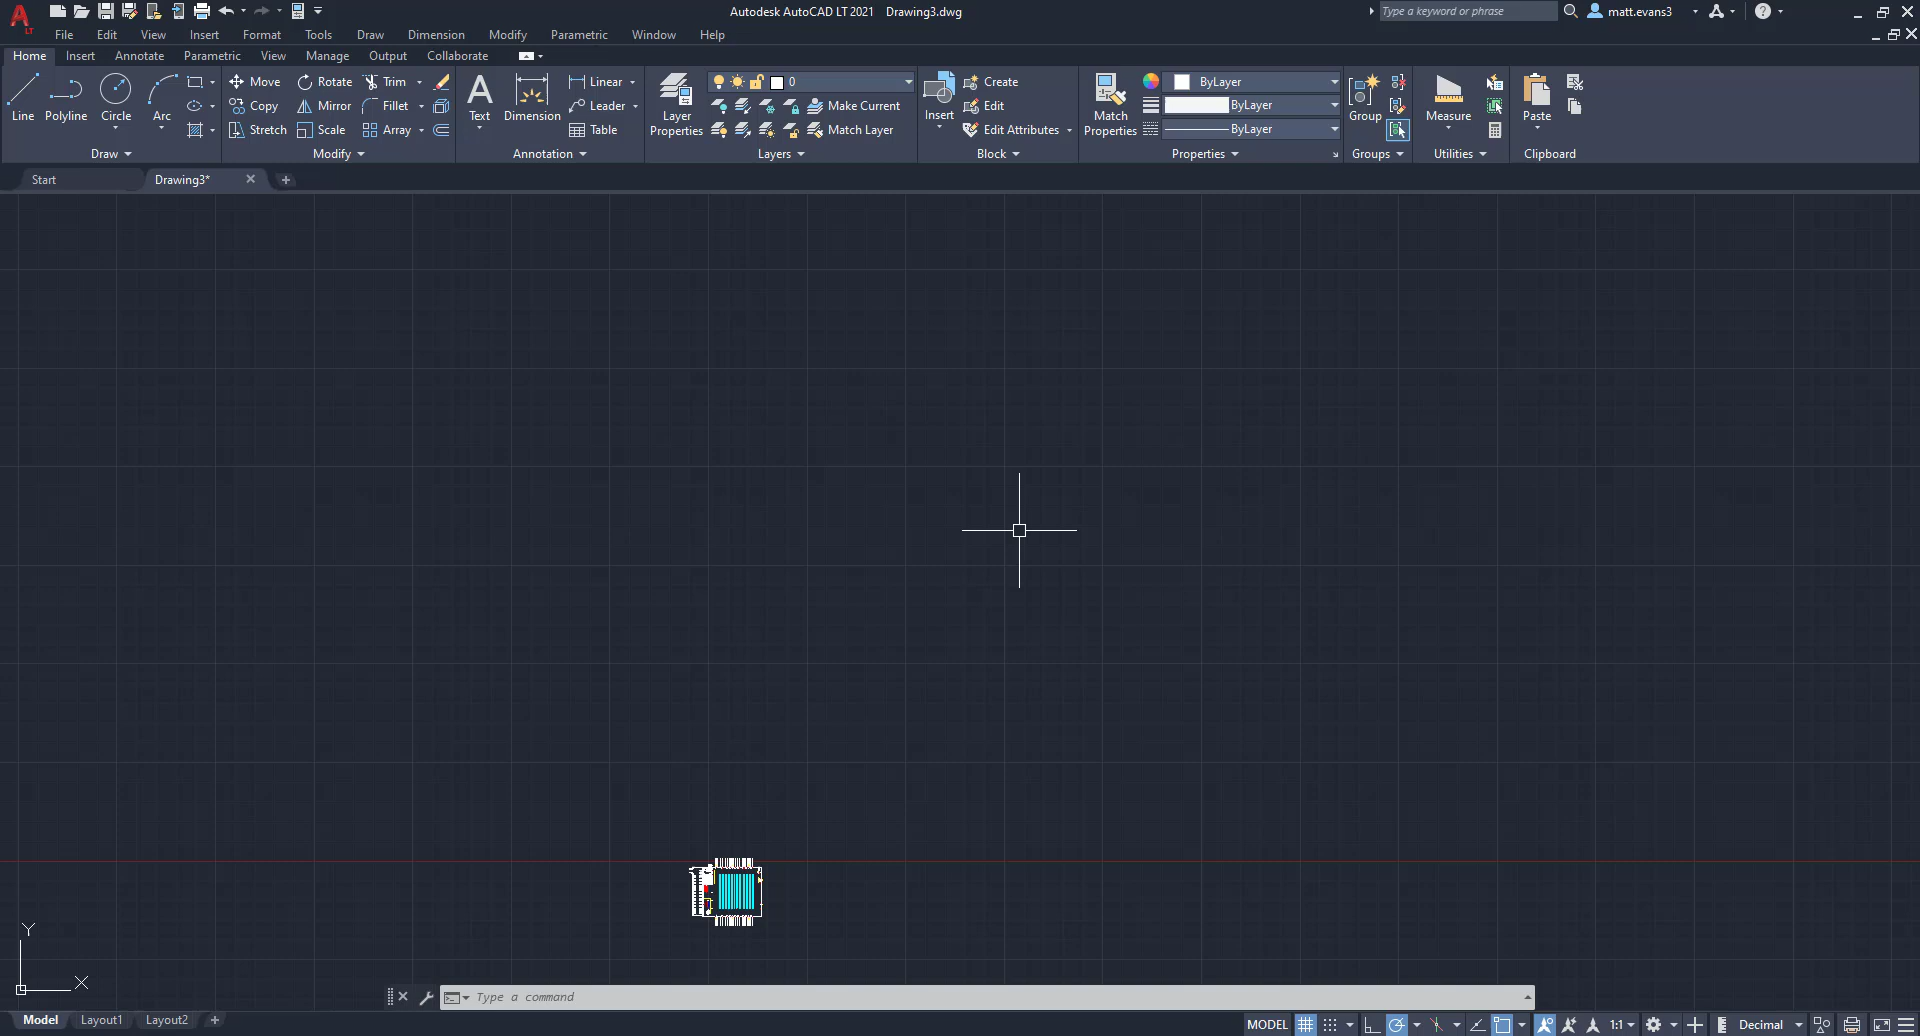 LT
Autodesk AutoCAD LT 2021 Drawing3.dwg
Type a keyword or phrase
matt.evans3
File Edit View Insert Format Tools Draw Dimension Modify Parametric Window Help
Home Insert Annotate Parametric View Manage Output Collaborate
Line Polyline Circle Arc
Draw
Move Rotate Trim
Copy Mirror Fillet
Stretch Scale Array
Modify
Text Dimension
Linear
Leader
Table
Annotation
Layer Properties
0
Make Current
Match Layer
Layers
Insert
Create
Edit
Edit Attributes
Block
Match Properties
ByLayer
ByLayer
ByLayer
Properties
Group
Groups
Measure
Utilities
Paste
Clipboard
Start Drawing3*
Y
X
Type a command
Model Layout1 Layout2
MODEL 1:1 Decimal